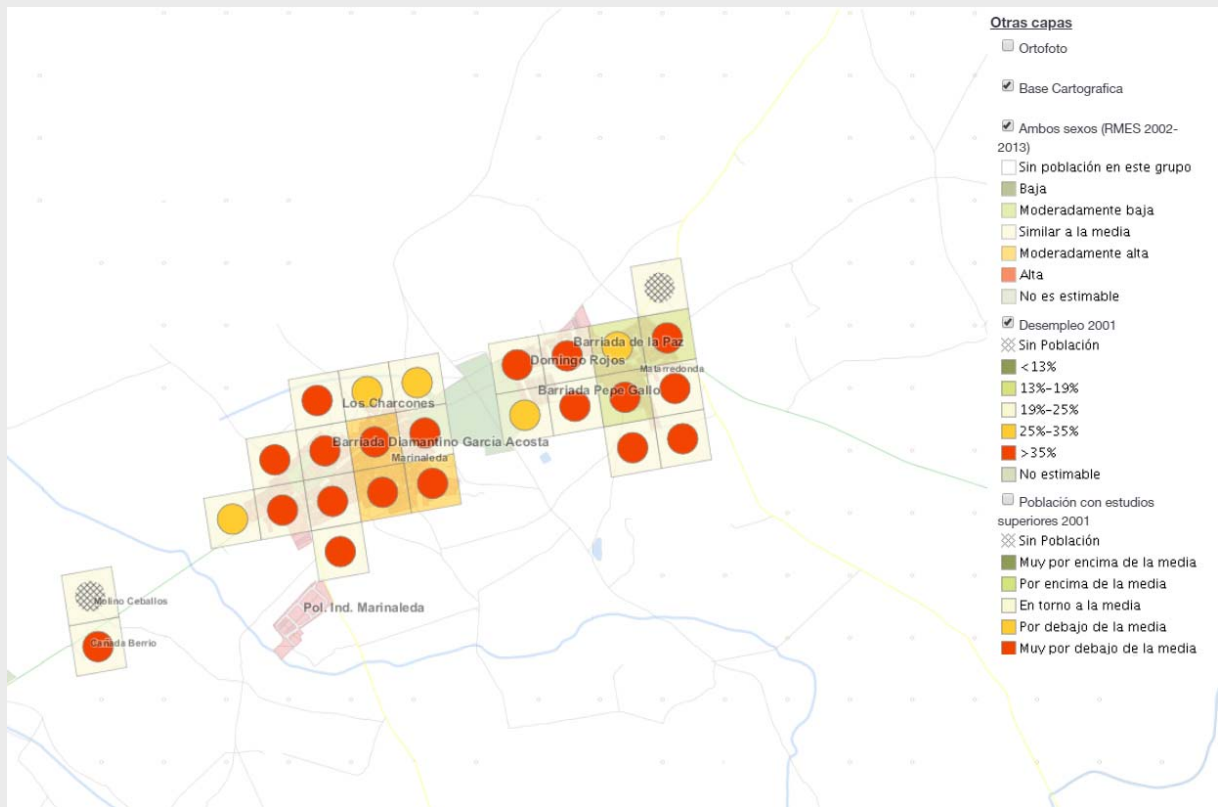 Otras capas
Ortofoto
Base Cartografica
Ambos sexos (RMES 2002-
2013)
Sin población en este grupo
Baja
Moderadamente baja
Similar a la media
Moderadamente alta
Alta
No es estimable
Desempleo 2001
Sin Población
<13%
13%-19%
19%-25%
25%-35%
>35%
No estimable
Población con estudios
superiores 2001
Sin Población
Muy por encima de la media
Por encima de la media
En torno a la media
Por debajo de la media
Muy por debajo de la media
Barriada de la Paz
Domingo Rojos
Matarredonda
Barriada Pepe Gallo
Los Charcones
Barriada Diamantino Garcia Acosta
Marinaleda
Molino Ceballos
Pol. Ind. Marinaleda
Cañada Berrio